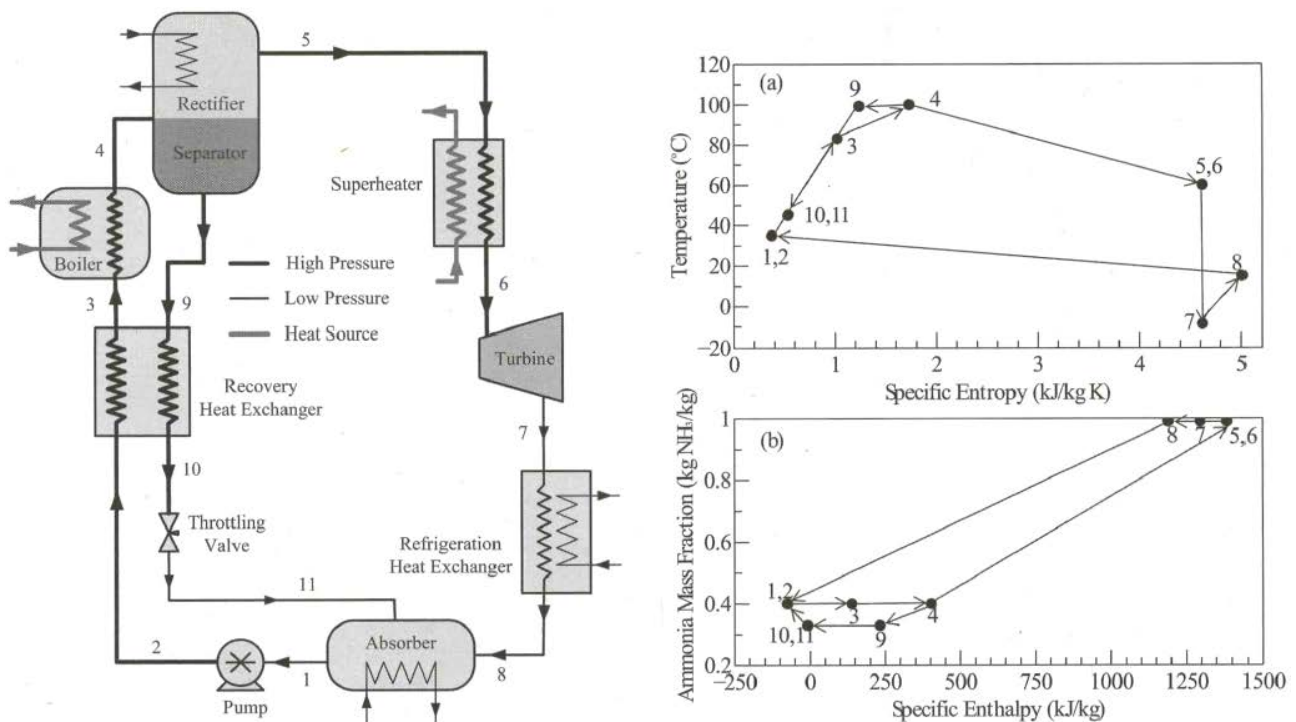 5
Rectifier
Separator
4
Superheater
Boiler
3
9
High Pressure
Low Pressure
Heat Source
6
Turbine
Recovery
Heat Exchanger
7
10
Throttling
Valve
Refrigeration
Heat Exchanger
11
Absorber
2
1
8
Pump
(a)
Temperature (°C)
120
100
80
60
40
20
0
−20
9
4
3
5,6
10,11
1,2
8
7
0
1
2
3
4
5
Specific Entropy (kJ/kg K)
(b)
Ammonia Mass Fraction (kg NH₃/kg)
1
0.8
0.6
0.4
0.2
8
7
5,6
1,2
3
4
10,11
9
−250
0
250
500
750
1000
1250
1500
Specific Enthalpy (kJ/kg)